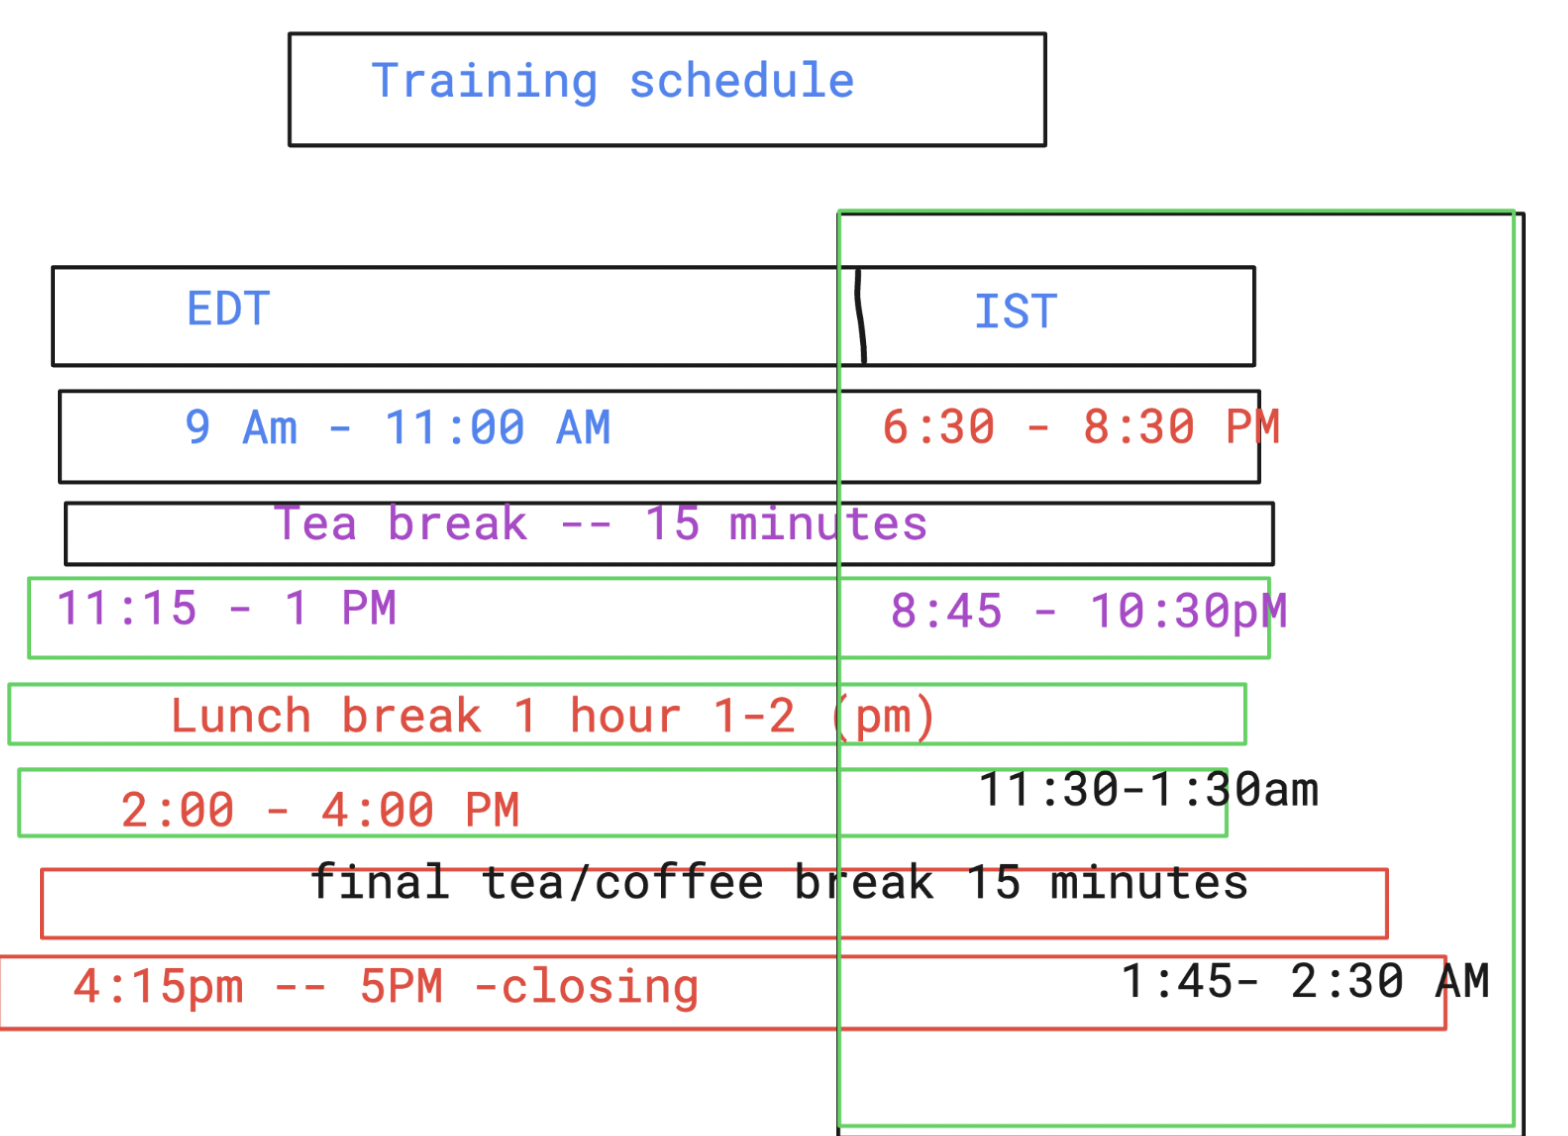 Training schedule
EDT IST
9 Am - 11:00 AM 6:30 - 8:30 PM
Tea break -- 15 minutes
11:15 - 1 PM 8:45 - 10:30pM
Lunch break 1 hour 1-2 (pm)
2:00 - 4:00 PM 11:30-1:30am
final tea/coffee break 15 minutes
4:15pm -- 5PM -closing 1:45- 2:30 AM